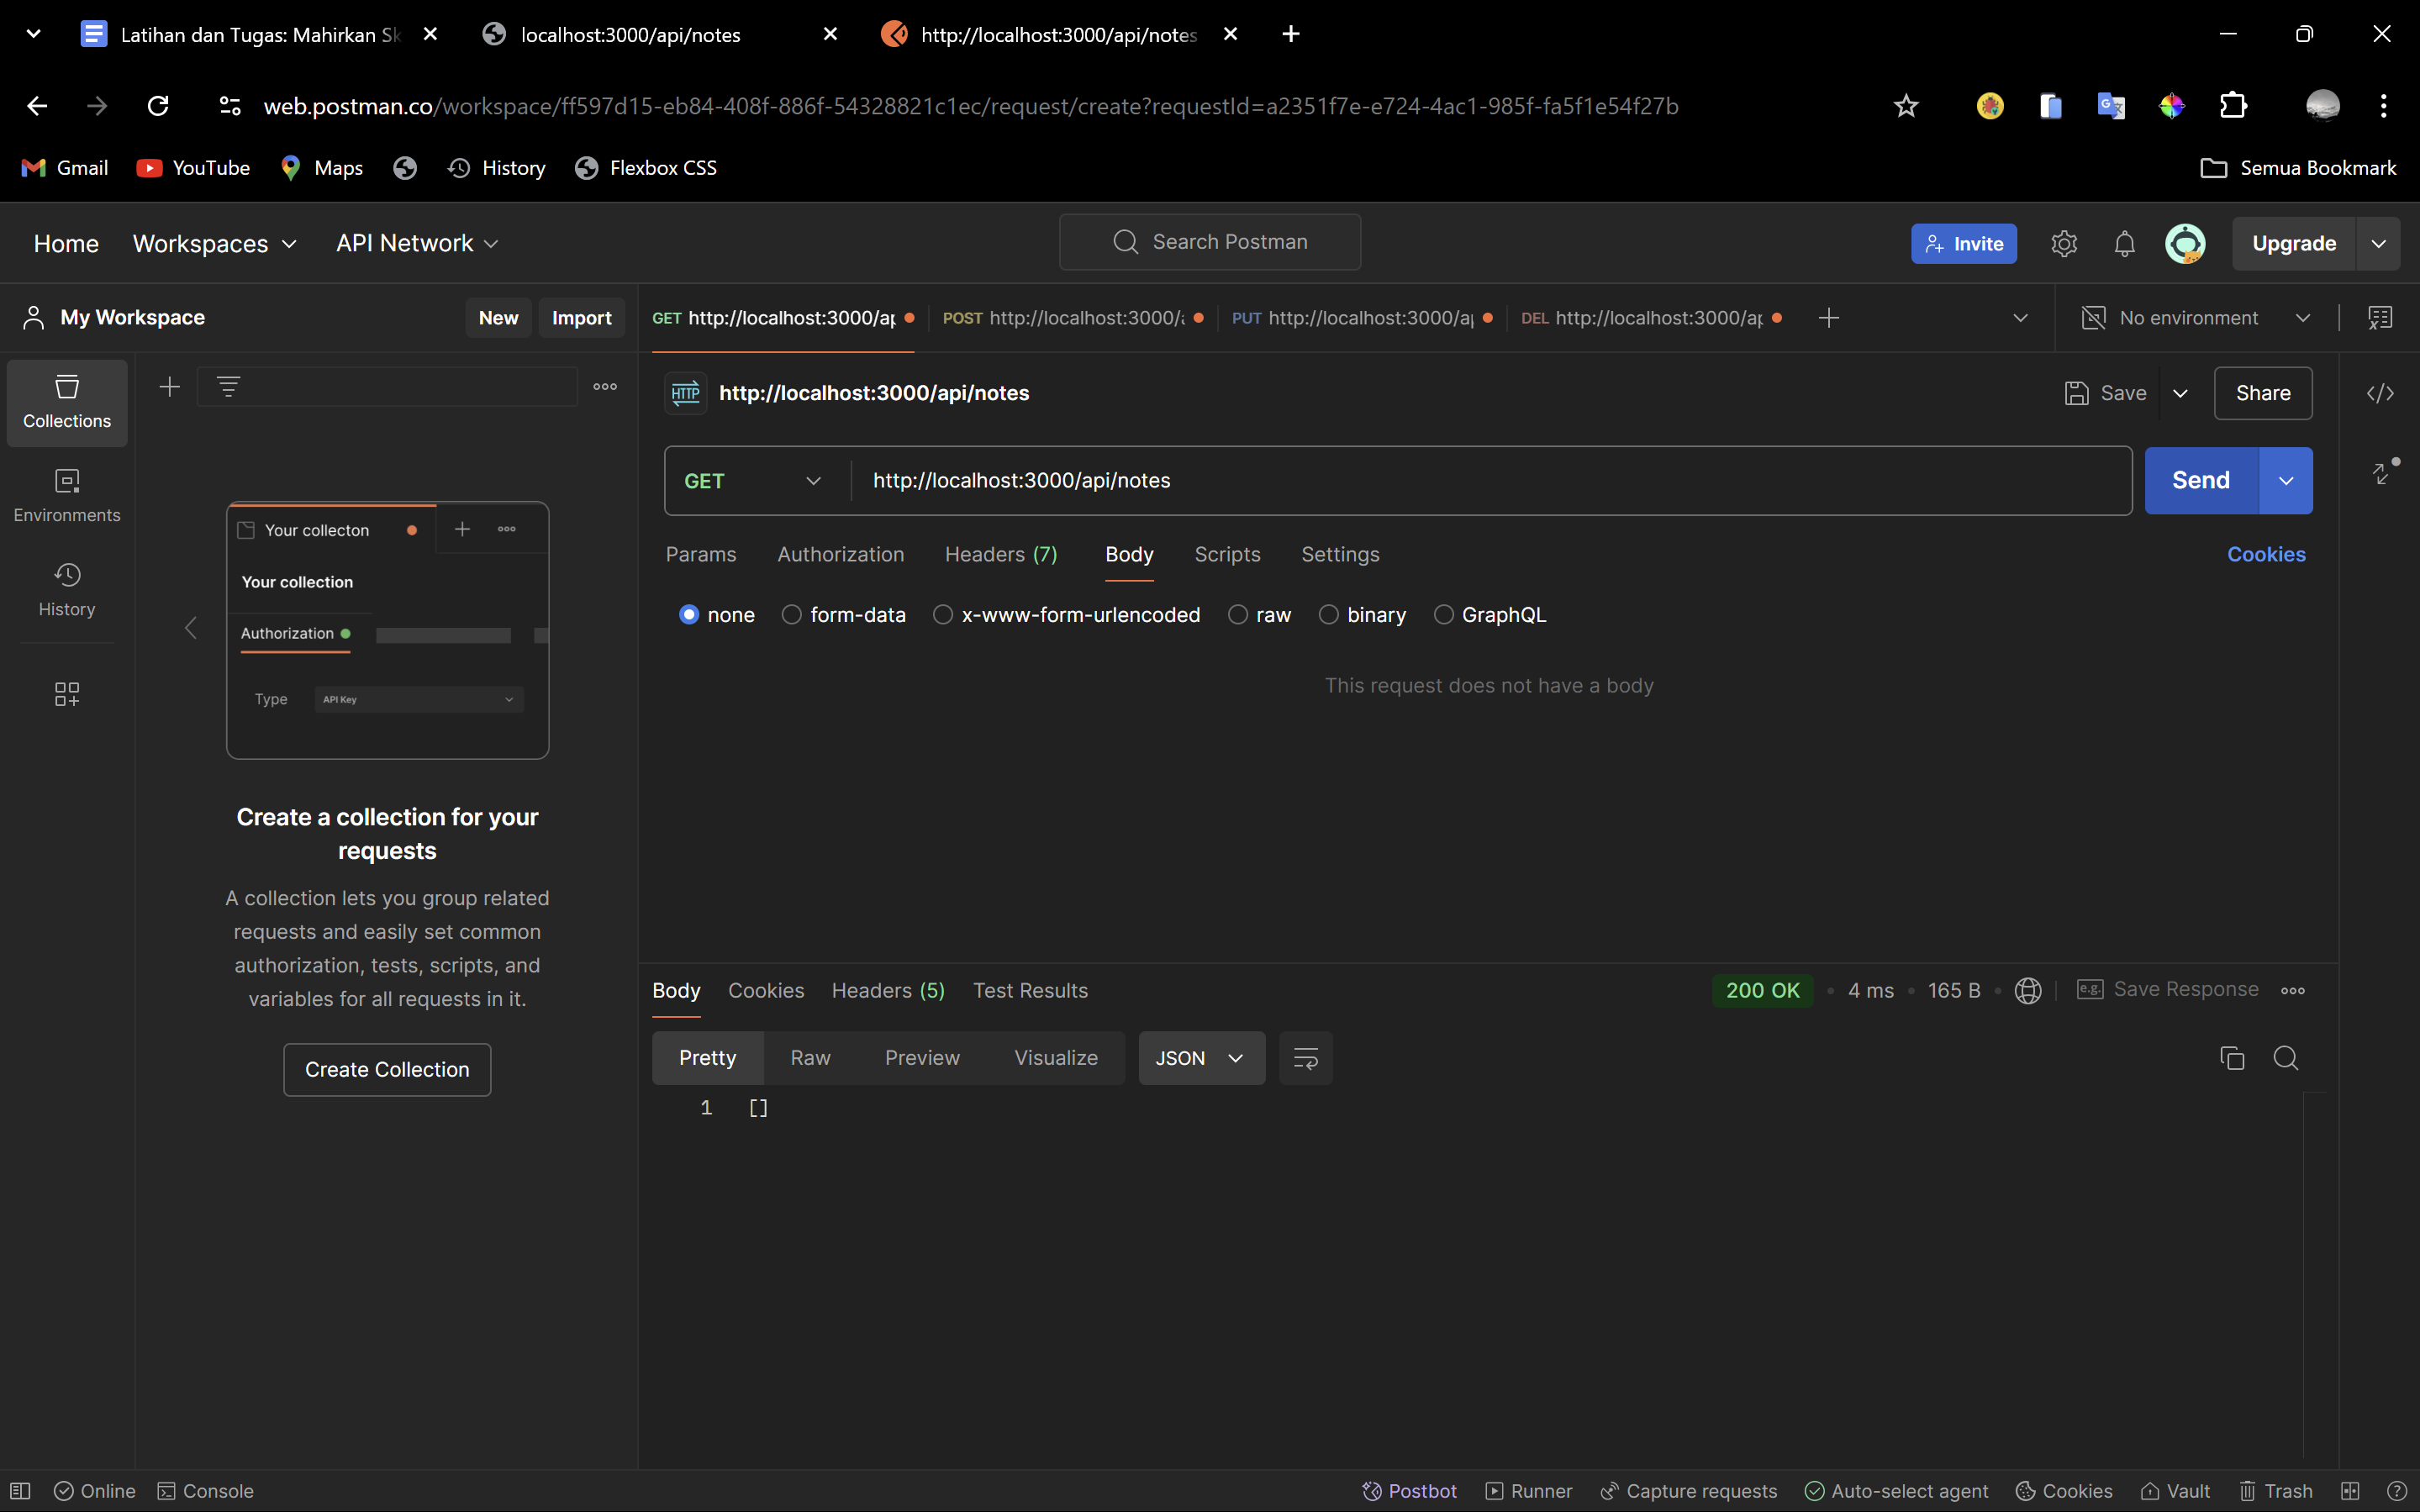 Latihan dan Tugas: Mahirkan Sk
localhost:3000/api/notes
http://localhost:3000/api/notes
web.postman.co/workspace/ff597d15-eb84-408f-886f-54328821c1ec/request/create?requestId=a2351f7e-e724-4ac1-985f-fa5f1e54f27b
Gmail YouTube Maps History Flexbox CSS Semua Bookmark
Home Workspaces API Network Search Postman Invite Upgrade
My Workspace New Import
GET http://localhost:3000/ap POST http://localhost:3000/a PUT http://localhost:3000/ap DEL http://localhost:3000/ap No environment
Collections
Environments
History
Your collecton
Your collection
Authorization
Type API Key
Create a collection for your
requests
A collection lets you group related
requests and easily set common
authorization, tests, scripts, and
variables for all requests in it.
Create Collection
HTTP http://localhost:3000/api/notes Save Share
GET http://localhost:3000/api/notes Send
Params Authorization Headers (7) Body Scripts Settings Cookies
none form-data x-www-form-urlencoded raw binary GraphQL
This request does not have a body
Body Cookies Headers (5) Test Results 200 OK • 4 ms • 165 B • e.g. Save Response
Pretty Raw Preview Visualize JSON
1 []
Online Console Postbot Runner Capture requests Auto-select agent Cookies Vault Trash